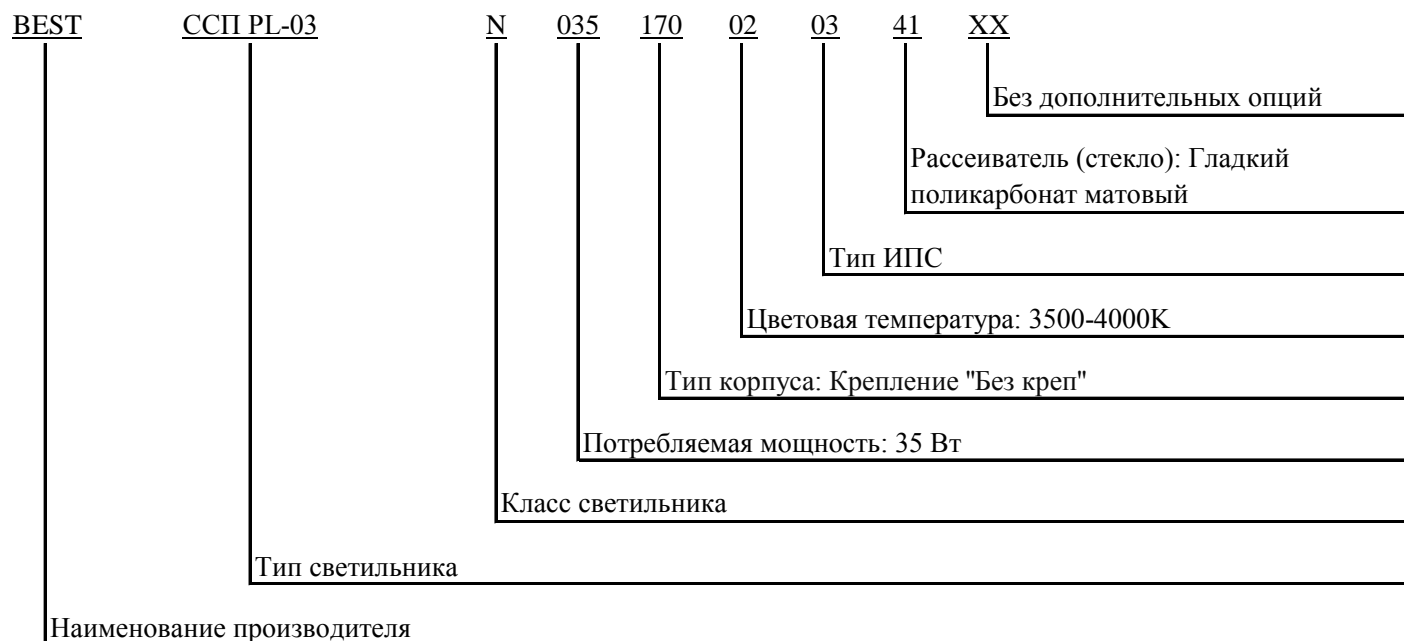 BEST ССП PL-03 N 035 170 02 03 41 XX
Без дополнительных опций
Рассеиватель (стекло): Гладкий
поликарбонат матовый
Тип ИПС
Цветовая температура: 3500-4000К
Тип корпуса: Крепление "Без креп"
Потребляемая мощность: 35 Вт
Класс светильника
Тип светильника
Наименование производителя